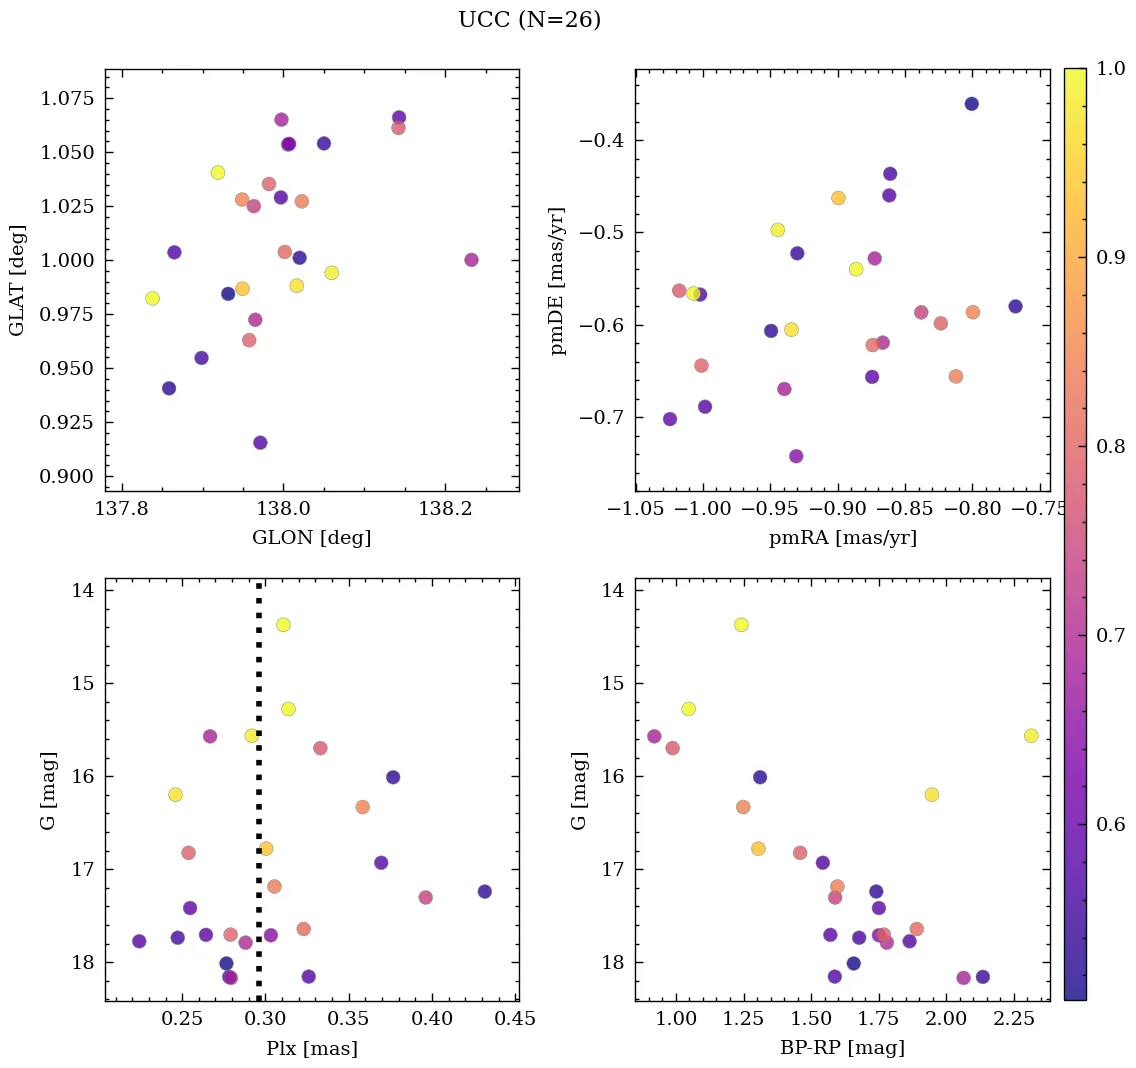 UCC (N=26)
1.075
1.050
1.025
1.000
0.975
0.950
0.925
0.900
GLAT [deg]
137.8 138.0 138.2
GLON [deg]
−0.4
−0.5
−0.6
−0.7
pmDE [mas/yr]
−1.05 −1.00 −0.95 −0.90 −0.85 −0.80 −0.75
pmRA [mas/yr]
14
15
16
17
18
G [mag]
0.25 0.30 0.35 0.40 0.45
Plx [mas]
14
15
16
17
18
G [mag]
1.00 1.25 1.50 1.75 2.00 2.25
BP-RP [mag]
1.0
0.9
0.8
0.7
0.6